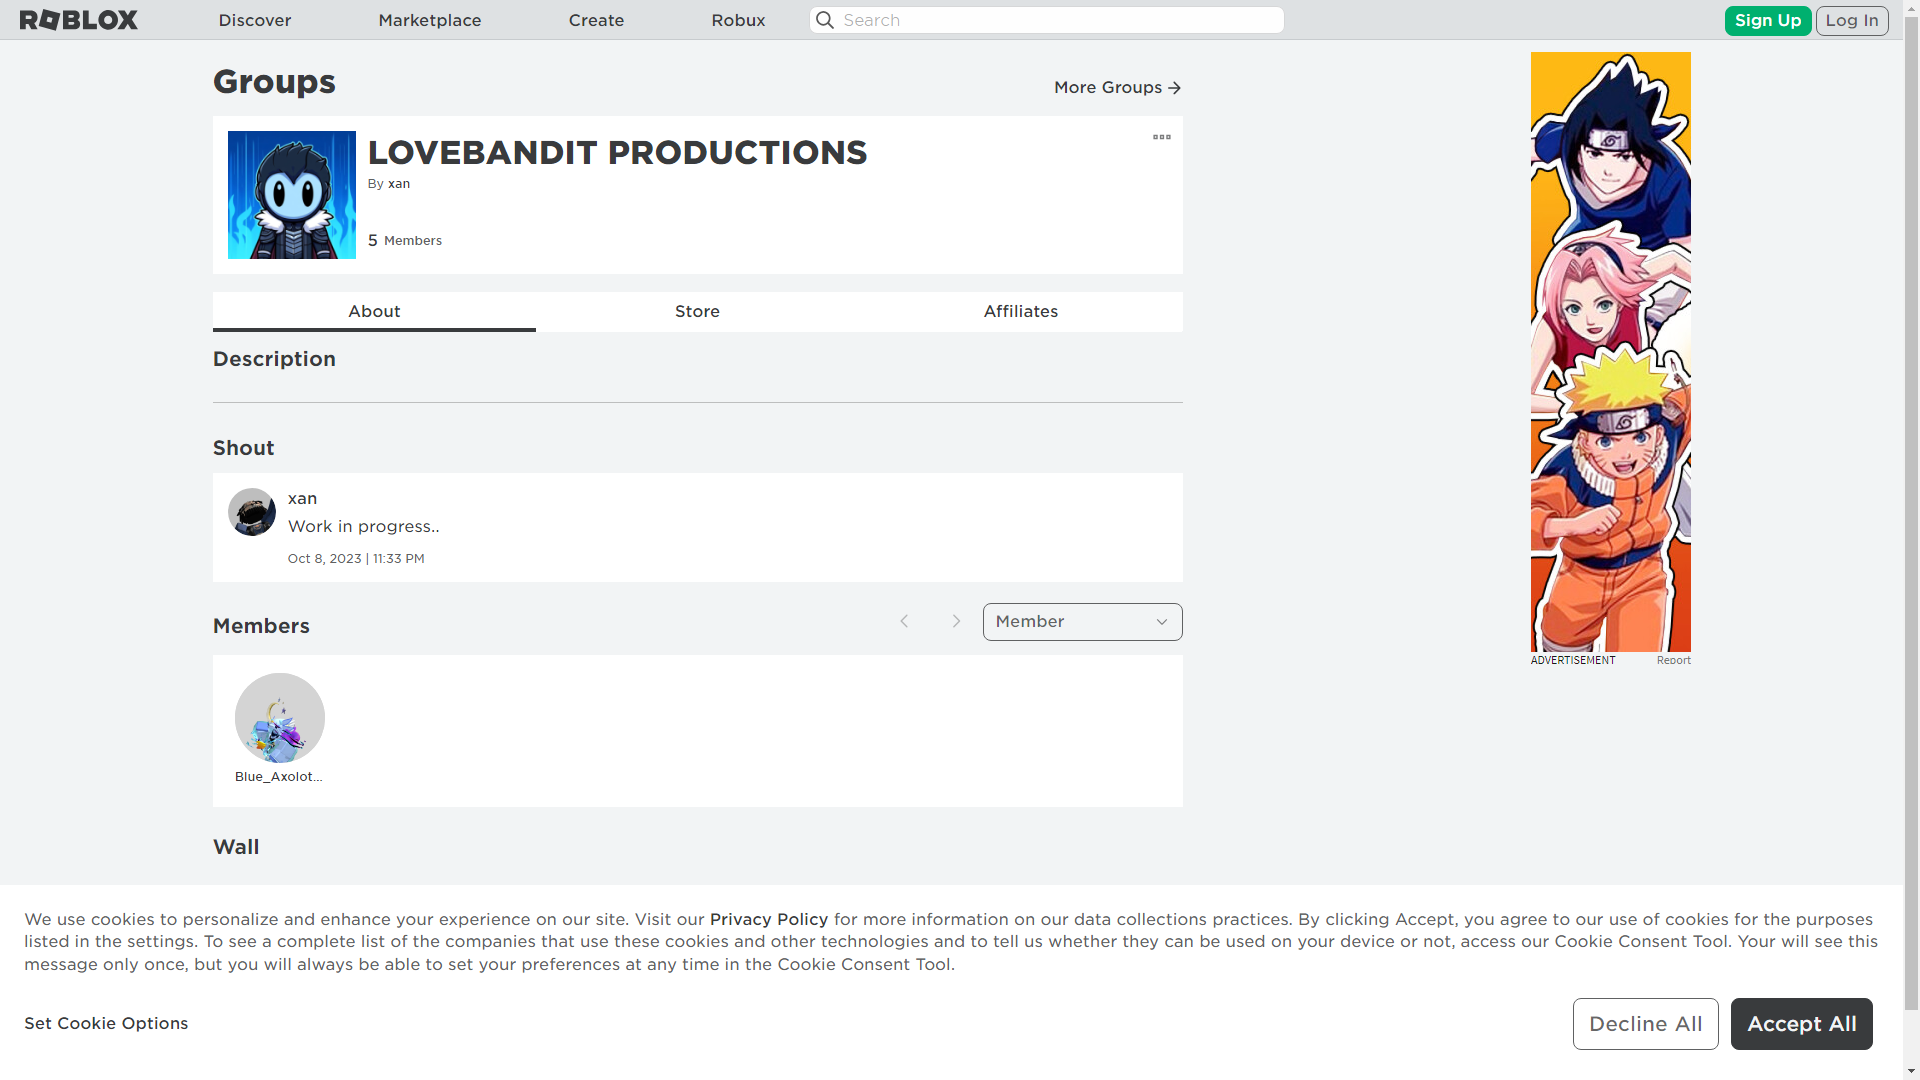 ROBLOX
Discover
Marketplace
Create
Robux
Search
Sign Up
Log In
Groups
More Groups
LOVEBANDIT PRODUCTIONS
By xan
5 Members
About
Store
Affiliates
Description
Shout
xan
Work in progress..
Oct 8, 2023 | 11:33 PM
Members
Member
Blue_Axolot...
Wall
ADVERTISEMENT
Report
We use cookies to personalize and enhance your experience on our site. Visit our Privacy Policy for more information on our data collections practices. By clicking Accept, you agree to our use of cookies for the purposes
listed in the settings. To see a complete list of the companies that use these cookies and other technologies and to tell us whether they can be used on your device or not, access our Cookie Consent Tool. Your will see this
message only once, but you will always be able to set your preferences at any time in the Cookie Consent Tool.
Set Cookie Options
Decline All
Accept All